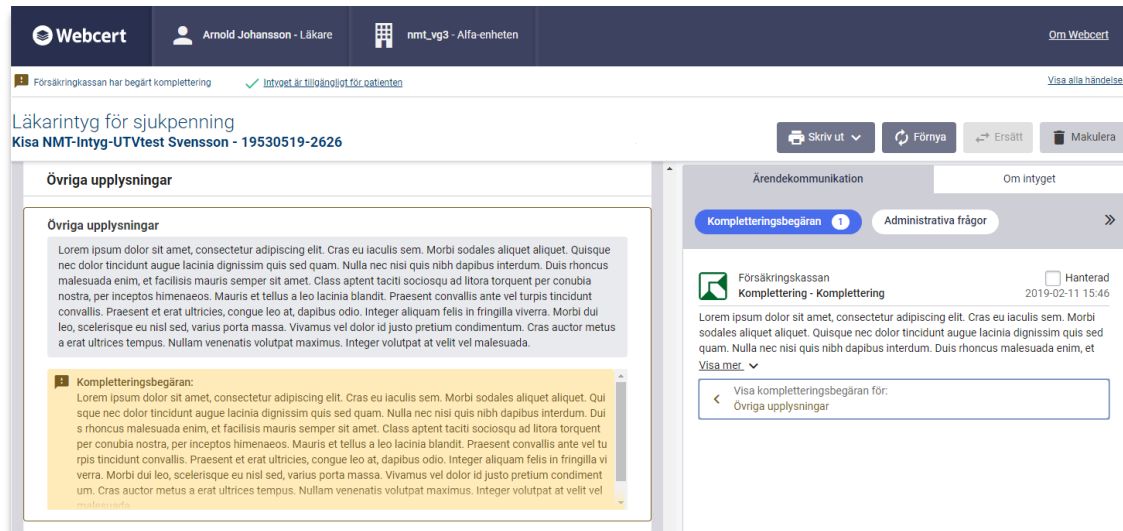 Webcert
Arnold Johansson - Läkare
nmt_vg3 - Alfa-enheten
Om Webcert
Försäkringkassan har begärt komplettering
Intyget är tillgängligt för patienten
Visa alla händelse
Läkarintyg för sjukpenning
Kisa NMT-Intyg-UTVtest Svensson - 19530519-2626
Skriv ut
Förnya
Ersätt
Makulera
Övriga upplysningar
Övriga upplysningar
Lorem ipsum dolor sit amet, consectetur adipiscing elit. Cras eu iaculis sem. Morbi sodales aliquet aliquet. Quisque
nec dolor tincidunt augue lacinia dignissim quis sed quam. Nulla nec nisi quis nibh dapibus interdum. Duis rhoncus
malesuada enim, et facilisis mauris semper sit amet. Class aptent taciti sociosqu ad litora torquent per conubia
nostra, per inceptos himenaeos. Mauris et tellus a leo lacinia blandit. Praesent convallis ante vel turpis tincidunt
convallis. Praesent et erat ultricies, congue leo at, dapibus odio. Integer aliquam felis in fringilla viverra. Morbi dui
leo, scelerisque eu nisl sed, varius porta massa. Vivamus vel dolor id justo pretium condimentum. Cras auctor metus
a erat ultrices tempus. Nullam venenatis volutpat maximus. Integer volutpat at velit vel malesuada.
Kompletteringsbegäran:
Lorem ipsum dolor sit amet, consectetur adipiscing elit. Cras eu iaculis sem. Morbi sodales aliquet aliquet. Qui
sque nec dolor tincidunt augue lacinia dignissim quis sed quam. Nulla nec nisi quis nibh dapibus interdum. Dui
s rhoncus malesuada enim, et facilisis mauris semper sit amet. Class aptent taciti sociosqu ad litora torquent
per conubia nostra, per inceptos himenaeos. Mauris et tellus a leo lacinia blandit. Praesent convallis ante vel tu
rpis tincidunt convallis. Praesent et erat ultricies, congue leo at, dapibus odio. Integer aliquam felis in fringilla vi
verra. Morbi dui leo, scelerisque eu nisl sed, varius porta massa. Vivamus vel dolor id justo pretium condiment
um. Cras auctor metus a erat ultrices tempus. Nullam venenatis volutpat maximus. Integer volutpat at velit vel
malesuada
Ärendekommunikation
Om intyget
Kompletteringsbegäran 1
Administrativa frågor
Försäkringskassan
Hanterad
Komplettering - Komplettering
2019-02-11 15:46
Lorem ipsum dolor sit amet, consectetur adipiscing elit. Cras eu iaculis sem. Morbi
sodales aliquet aliquet. Quisque nec dolor tincidunt augue lacinia dignissim quis sed
quam. Nulla nec nisi quis nibh dapibus interdum. Duis rhoncus malesuada enim, et
Visa mer
Visa kompletteringsbegäran för:
Övriga upplysningar